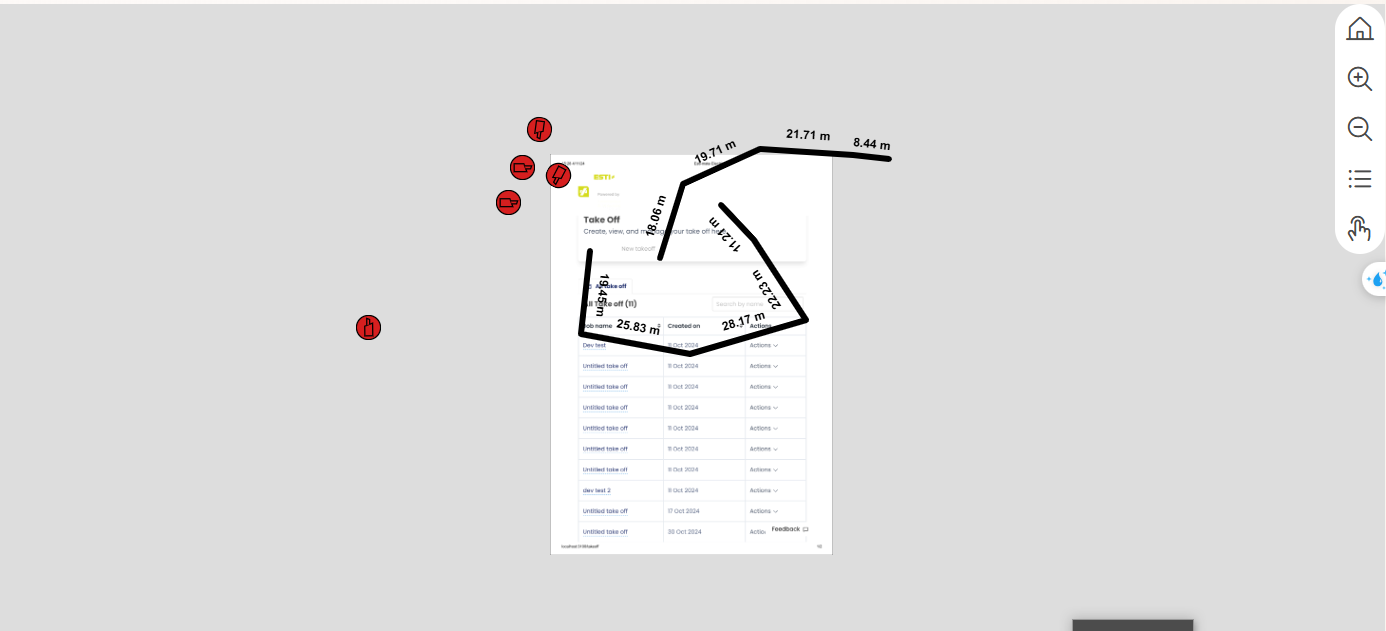 21.71 m
8.44 m
19.71 m
ESTI
Powered by
18.06 m
Take Off
11.21 m
Create, view, and manage your take off here
New takeoff
22.23 m
19.45 m
All take off
All Take off (11)
Search by name
28.17 m
25.83 m
Job name
Created on
Actions
Dev test
11 Oct 2024
Actions
Untitled take off
11 Oct 2024
Actions
Untitled take off
11 Oct 2024
Actions
Untitled take off
11 Oct 2024
Actions
Untitled take off
11 Oct 2024
Actions
Untitled take off
11 Oct 2024
Actions
Untitled take off
11 Oct 2024
Actions
dev test 2
11 Oct 2024
Actions
Untitled take off
17 Oct 2024
Actions
Untitled take off
30 Oct 2024
Actio
Feedback